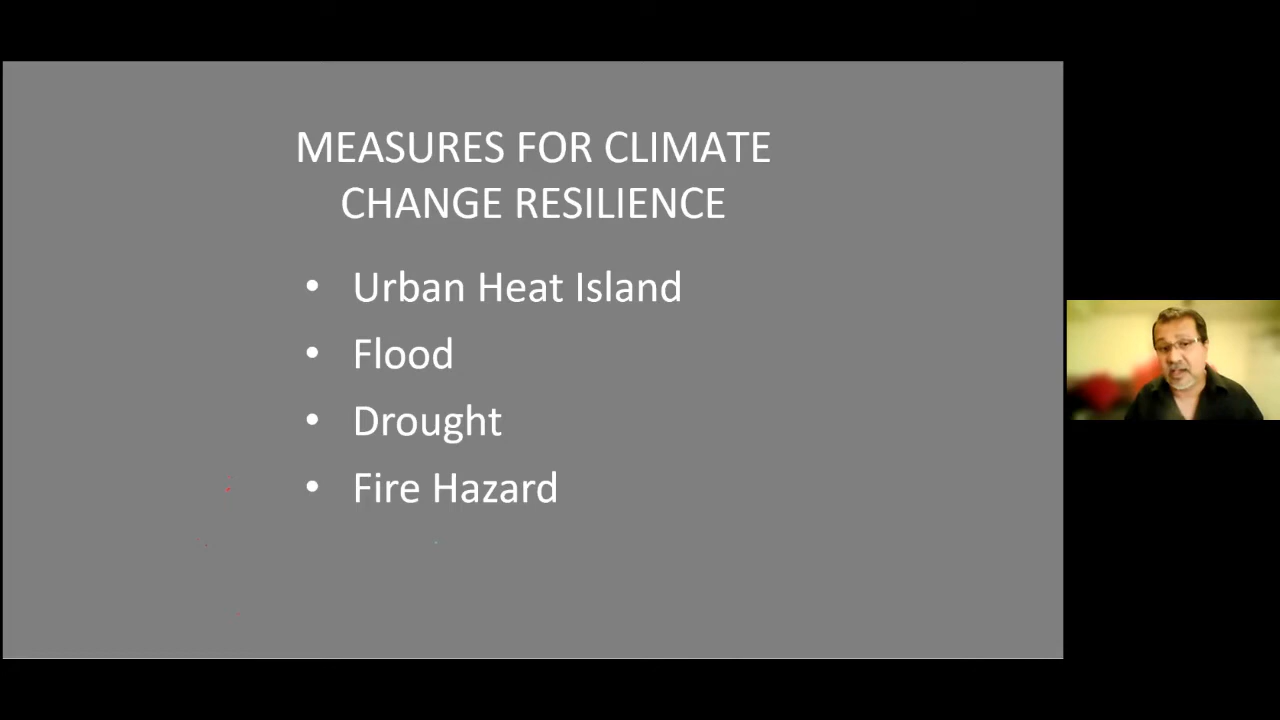 MEASURES FOR CLIMATE
CHANGE RESILIENCE
• Urban Heat Island
• Flood
• Drought
• Fire Hazard